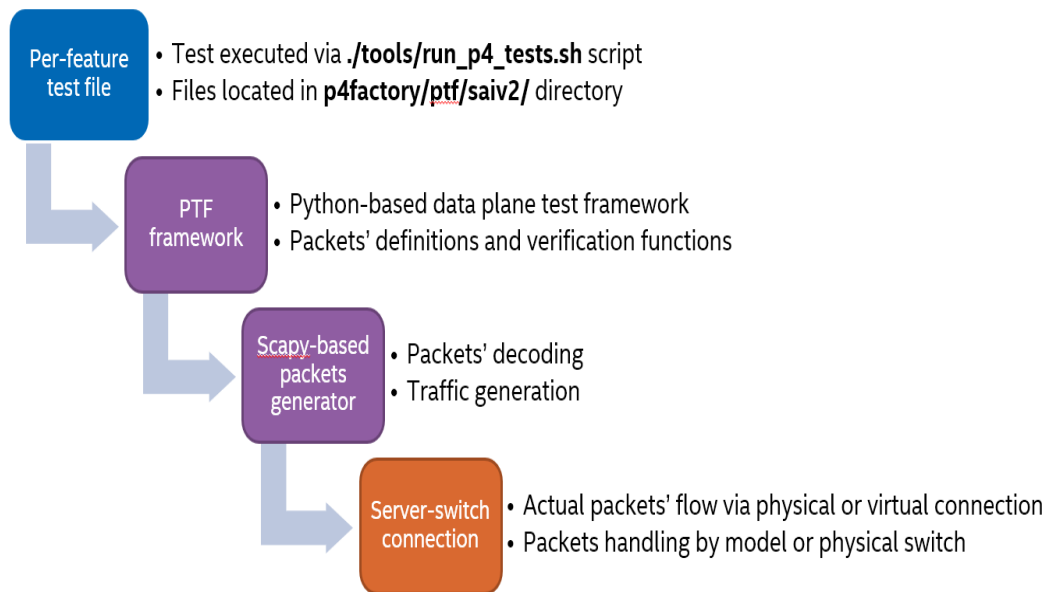 Per-feature
test file
• Test executed via ./tools/run_p4_tests.sh script
• Files located in p4factory/ptf/saiv2/ directory
PTF
framework
• Python-based data plane test framework
• Packets’ definitions and verification functions
Scapy-based
packets
generator
• Packets’ decoding
• Traffic generation
Server-switch
connection
• Actual packets’ flow via physical or virtual connection
• Packets handling by model or physical switch